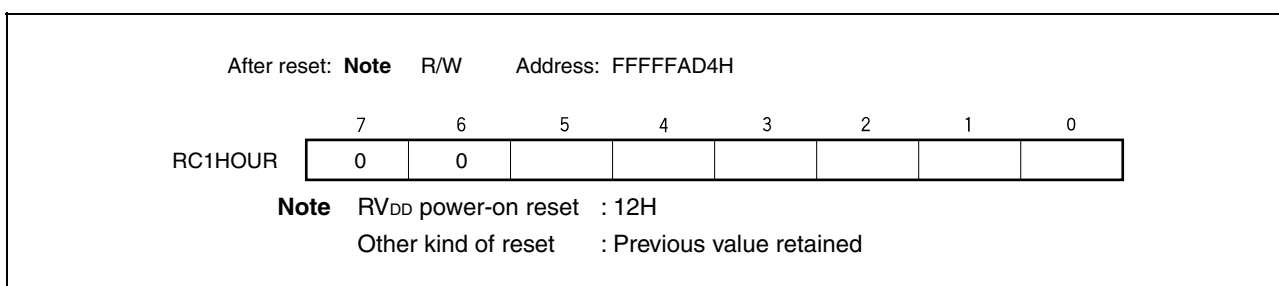 After reset: Note R/W Address: FFFFFAD4H
7 6 5 4 3 2 1 0
RC1HOUR 0 0
Note RVDD power-on reset : 12H
Other kind of reset : Previous value retained